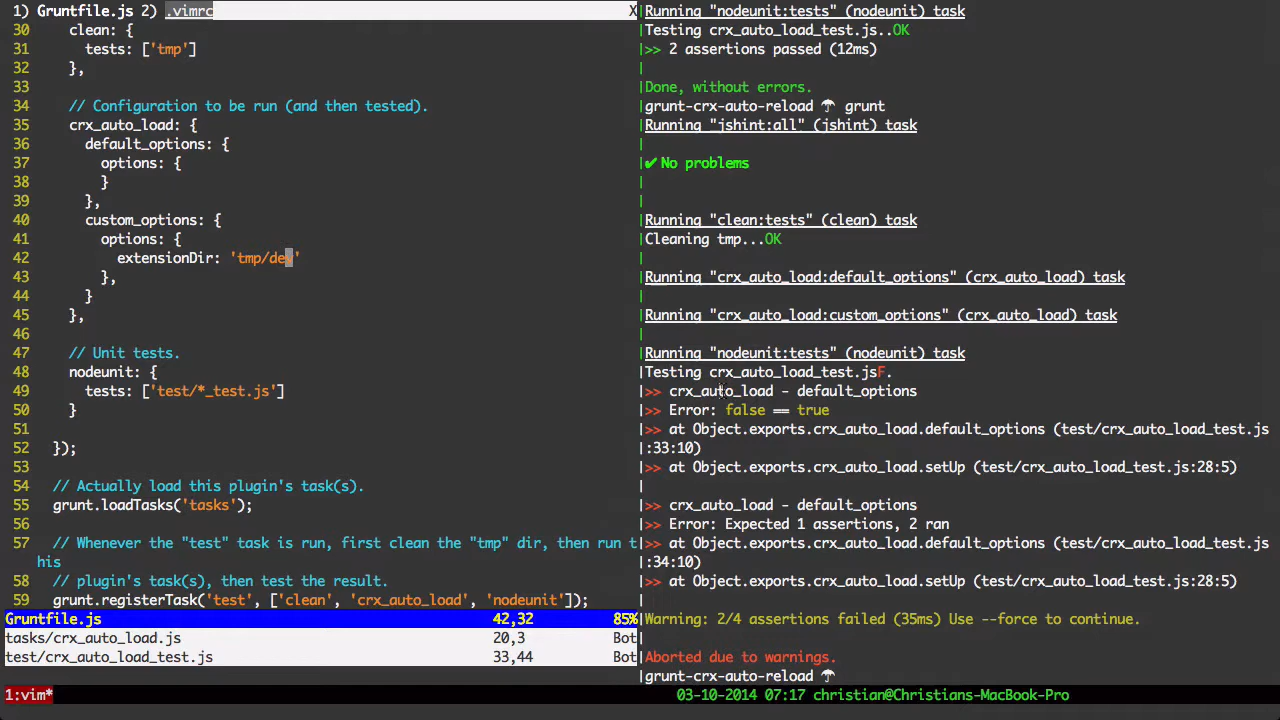 1) Gruntfile.js 2) .vimrc X
30 clean: {
31 tests: ['tmp']
32 },
33
34 // Configuration to be run (and then tested).
35 crx_auto_load: {
36 default_options: {
37 options: {
38 }
39 },
40 custom_options: {
41 options: {
42 extensionDir: 'tmp/dev'
43 },
44 }
45 },
46
47 // Unit tests.
48 nodeunit: {
49 tests: ['test/*_test.js']
50 }
51
52 });
53
54 // Actually load this plugin's task(s).
55 grunt.loadTasks('tasks');
56
57 // Whenever the "test" task is run, first clean the "tmp" dir, then run t
his
58 // plugin's task(s), then test the result.
59 grunt.registerTask('test', ['clean', 'crx_auto_load', 'nodeunit']);
Gruntfile.js 42,32 85%
tasks/crx_auto_load.js 20,3 Bot
test/crx_auto_load_test.js 33,44 Bot
Running "nodeunit:tests" (nodeunit) task
Testing crx_auto_load_test.js..OK
>> 2 assertions passed (12ms)
Done, without errors.
grunt-crx-auto-reload ☂ grunt
Running "jshint:all" (jshint) task
✔ No problems
Running "clean:tests" (clean) task
Cleaning tmp...OK
Running "crx_auto_load:default_options" (crx_auto_load) task
Running "crx_auto_load:custom_options" (crx_auto_load) task
Running "nodeunit:tests" (nodeunit) task
Testing crx_auto_load_test.jsF.
>> crx_auto_load - default_options
>> Error: false == true
>> at Object.exports.crx_auto_load.default_options (test/crx_auto_load_test.js
:33:10)
>> at Object.exports.crx_auto_load.setUp (test/crx_auto_load_test.js:28:5)
>> crx_auto_load - default_options
>> Error: Expected 1 assertions, 2 ran
>> at Object.exports.crx_auto_load.default_options (test/crx_auto_load_test.js
:34:10)
>> at Object.exports.crx_auto_load.setUp (test/crx_auto_load_test.js:28:5)
Warning: 2/4 assertions failed (35ms) Use --force to continue.
Aborted due to warnings.
grunt-crx-auto-reload ☂
1:vim* 03-10-2014 07:17 christian@Christians-MacBook-Pro